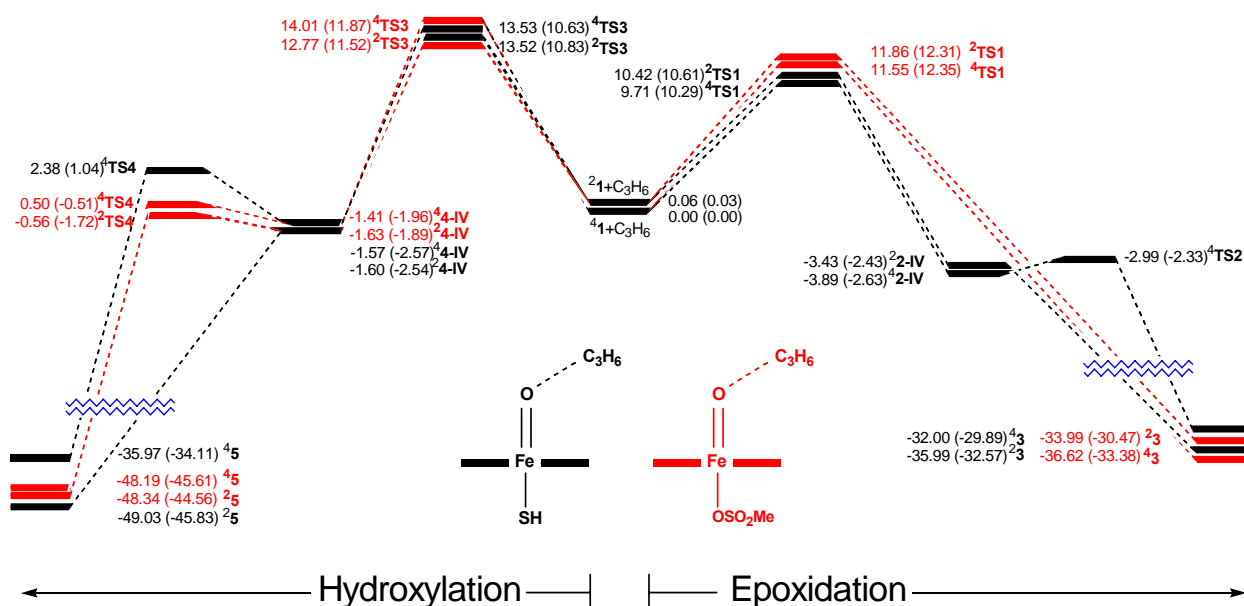 14.01 (11.87) ⁴TS3
12.77 (11.52) ²TS3
13.53 (10.63) ⁴TS3
13.52 (10.83) ²TS3
11.86 (12.31) ²TS1
11.55 (12.35) ⁴TS1
10.42 (10.61) ²TS1
9.71 (10.29) ⁴TS1
2.38 (1.04) ⁴TS4
0.50 (-0.51) ⁴TS4
-0.56 (-1.72) ²TS4
-1.41 (-1.96) ⁴4-IV
-1.63 (-1.89) ²4-IV
-1.57 (-2.57) ⁴4-IV
-1.60 (-2.54) ²4-IV
²1+C₃H₆
⁴1+C₃H₆
0.06 (0.03)
0.00 (0.00)
-3.43 (-2.43) ²2-IV
-3.89 (-2.63) ⁴2-IV
-2.99 (-2.33) ⁴TS2
C₃H₆
O
Fe
SH
C₃H₆
O
Fe
OSO₂Me
-35.97 (-34.11) ⁴5
-48.19 (-45.61) ⁴5
-48.34 (-44.56) ²5
-49.03 (-45.83) ²5
-32.00 (-29.89) ⁴3
-35.99 (-32.57) ²3
-33.99 (-30.47) ²3
-36.62 (-33.38) ⁴3
Hydroxylation
Epoxidation